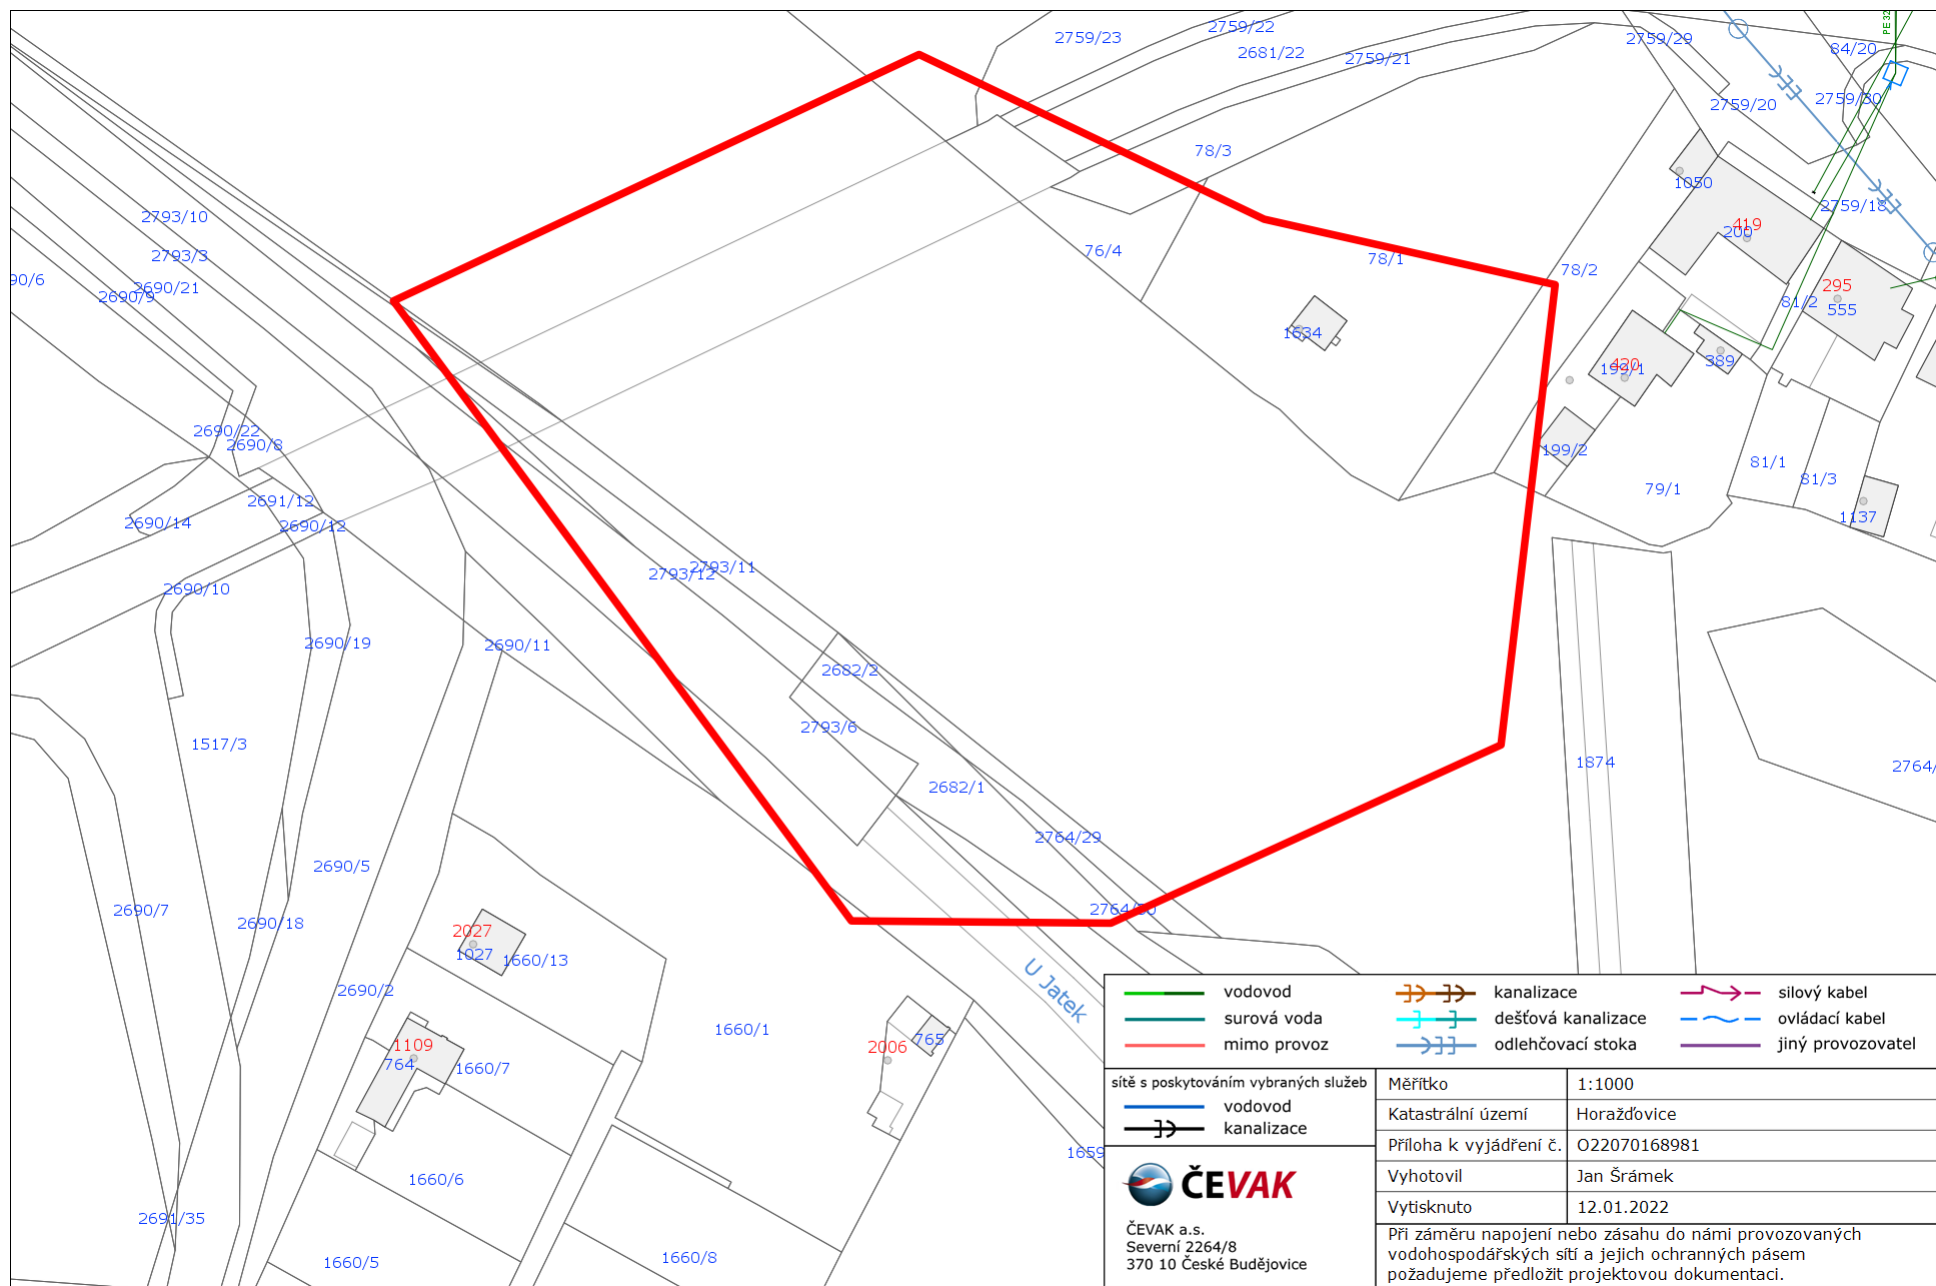 2759/23
2759/22
2681/22
2759/21
2759/29
84/20
PE 32
2759/20
2759/30
78/3
1050
2759/18
2793/10
419
200
76/4
78/1
78/2
2793/3
90/6
2690/21
2690/9
295
81/2
555
1634
420
199/1
389
2690/22
2690/8
199/2
81/1
81/3
79/1
2691/12
2690/14
2690/12
1137
2793/12
2793/11
2690/10
2690/19
2690/11
2682/2
2793/6
1517/3
1874
2764/
2682/1
2764/29
2690/5
2690/7
2690/18
2764/30
2027
1027
1660/13
2690/2
U Jatek
1660/1
1109
764
1660/7
2006
765
1659
1660/6
2691/35
1660/5
1660/8
vodovod
surová voda
mimo provoz
kanalizace
dešťová kanalizace
odlehčovací stoka
silový kabel
ovládací kabel
jiný provozovatel
sítě s poskytováním vybraných služeb
vodovod
kanalizace
Měřítko 1:1000
Katastrální území Horažďovice
Příloha k vyjádření č. O22070168981
Vyhotovil Jan Šrámek
Vytisknuto 12.01.2022
ČEVAK
ČEVAK a.s.
Severní 2264/8
370 10 České Budějovice
Při záměru napojení nebo zásahu do námi provozovaných
vodohospodářských sítí a jejich ochranných pásem
požadujeme předložit projektovou dokumentaci.